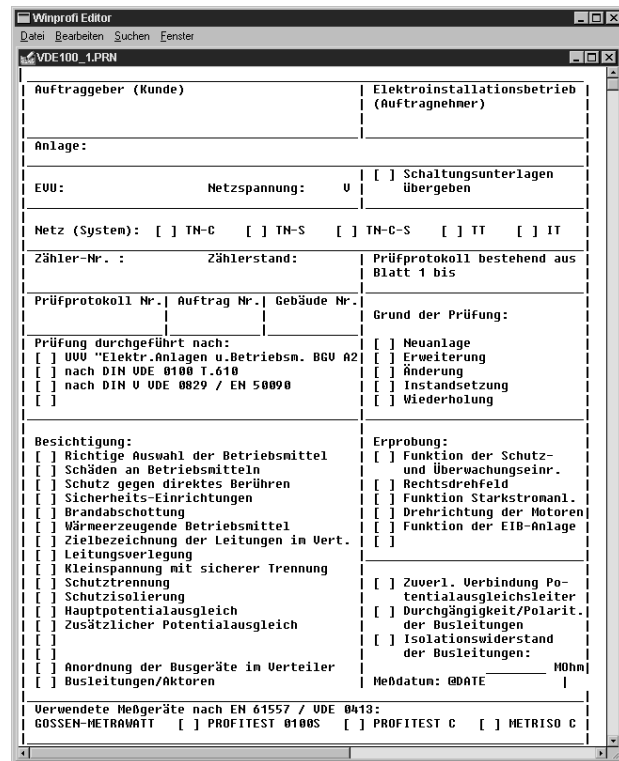 Winprofi Editor
Datei Bearbeiten Suchen Fenster
VDE100_1.PRN
Auftraggeber (Kunde) | Elektroinstallationsbetrieb
(Auftragnehmer)
Anlage:
EVU: Netzspannung: V | [ ] Schaltungsunterlagen
übergeben
Netz (System): [ ] TN-C [ ] TN-S [ ] TN-C-S [ ] TT [ ] IT
Zähler-Nr. : Zählerstand: | Prüfprotokoll bestehend aus
Blatt 1 bis
Prüfprotokoll Nr.| Auftrag Nr.| Gebäude Nr.|
Grund der Prüfung:
Prüfung durchgeführt nach: | [ ] Neuanlage
[ ] UVV "Elektr.Anlagen u.Betriebsm. BGV A2| [ ] Erweiterung
[ ] nach DIN VDE 0100 T.610 | [ ] Änderung
[ ] nach DIN V VDE 0829 / EN 50090 | [ ] Instandsetzung
[ ] | [ ] Wiederholung
Besichtigung: | Erprobung:
[ ] Richtige Auswahl der Betriebsmittel | [ ] Funktion der Schutz-
[ ] Schäden an Betriebsmitteln | und Überwachungseinr.
[ ] Schutz gegen direktes Berühren | [ ] Rechtsdrehfeld
[ ] Sicherheits-Einrichtungen | [ ] Funktion Starkstromanl.
[ ] Brandabschottung | [ ] Drehrichtung der Motoren|
[ ] Wärmeerzeugende Betriebsmittel | [ ] Funktion der EIB-Anlage
[ ] Zielbezeichnung der Leitungen im Vert. | [ ]
[ ] Leitungsverlegung
[ ] Kleinspannung mit sicherer Trennung
[ ] Schutztrennung | [ ] Zuverl. Verbindung Po-
[ ] Schutzisolierung | tentialausgleichsleiter
[ ] Hauptpotentialausgleich | [ ] Durchgängigkeit/Polarit.|
[ ] Zusätzlicher Potentialausgleich | der Busleitungen
[ ] | [ ] Isolationswiderstand
[ ] | der Busleitungen:
[ ] Anordnung der Busgeräte im Verteiler | MOhm|
[ ] Busleitungen/Aktoren | Meßdatum: @DATE |
Verwendete Meßgeräte nach EN 61557 / VDE 0413:
GOSSEN-METRAWATT [ ] PROFITEST 0100S [ ] PROFITEST C [ ] METRISO C